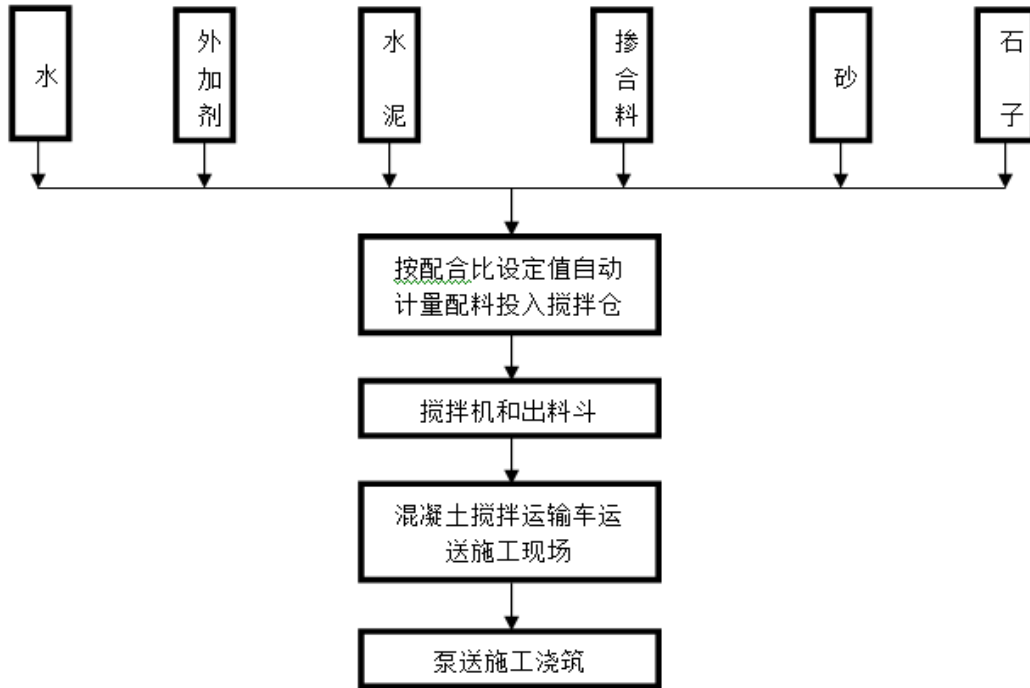 水
外加剂
水泥
掺合料
砂
石子
按配合比设定值自动
计量配料投入搅拌仓
搅拌机和出料斗
混凝土搅拌运输车运
送施工现场
泵送施工浇筑